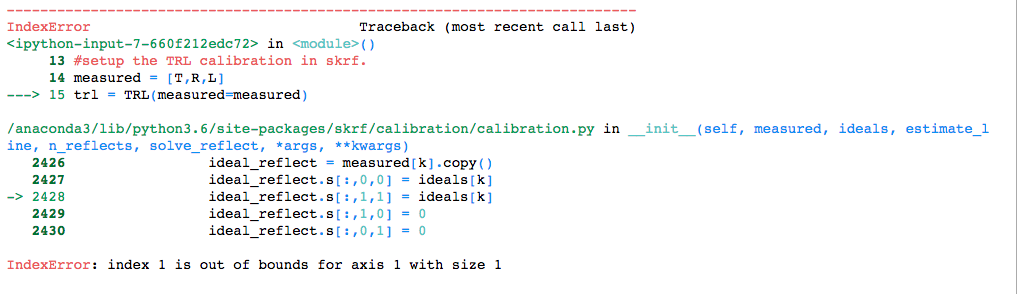 ---------------------------------------------------------------------------
IndexError                                Traceback (most recent call last)
<ipython-input-7-660f212edc72> in <module>()
     13 #setup the TRL calibration in skrf.
     14 measured = [T,R,L]
---> 15 trl = TRL(measured=measured)

/anaconda3/lib/python3.6/site-packages/skrf/calibration/calibration.py in __init__(self, measured, ideals, estimate_l
ine, n_reflects, solve_reflect, *args, **kwargs)
   2426                 ideal_reflect = measured[k].copy()
   2427                 ideal_reflect.s[:,0,0] = ideals[k]
-> 2428                 ideal_reflect.s[:,1,1] = ideals[k]
   2429                 ideal_reflect.s[:,1,0] = 0
   2430                 ideal_reflect.s[:,0,1] = 0

IndexError: index 1 is out of bounds for axis 1 with size 1